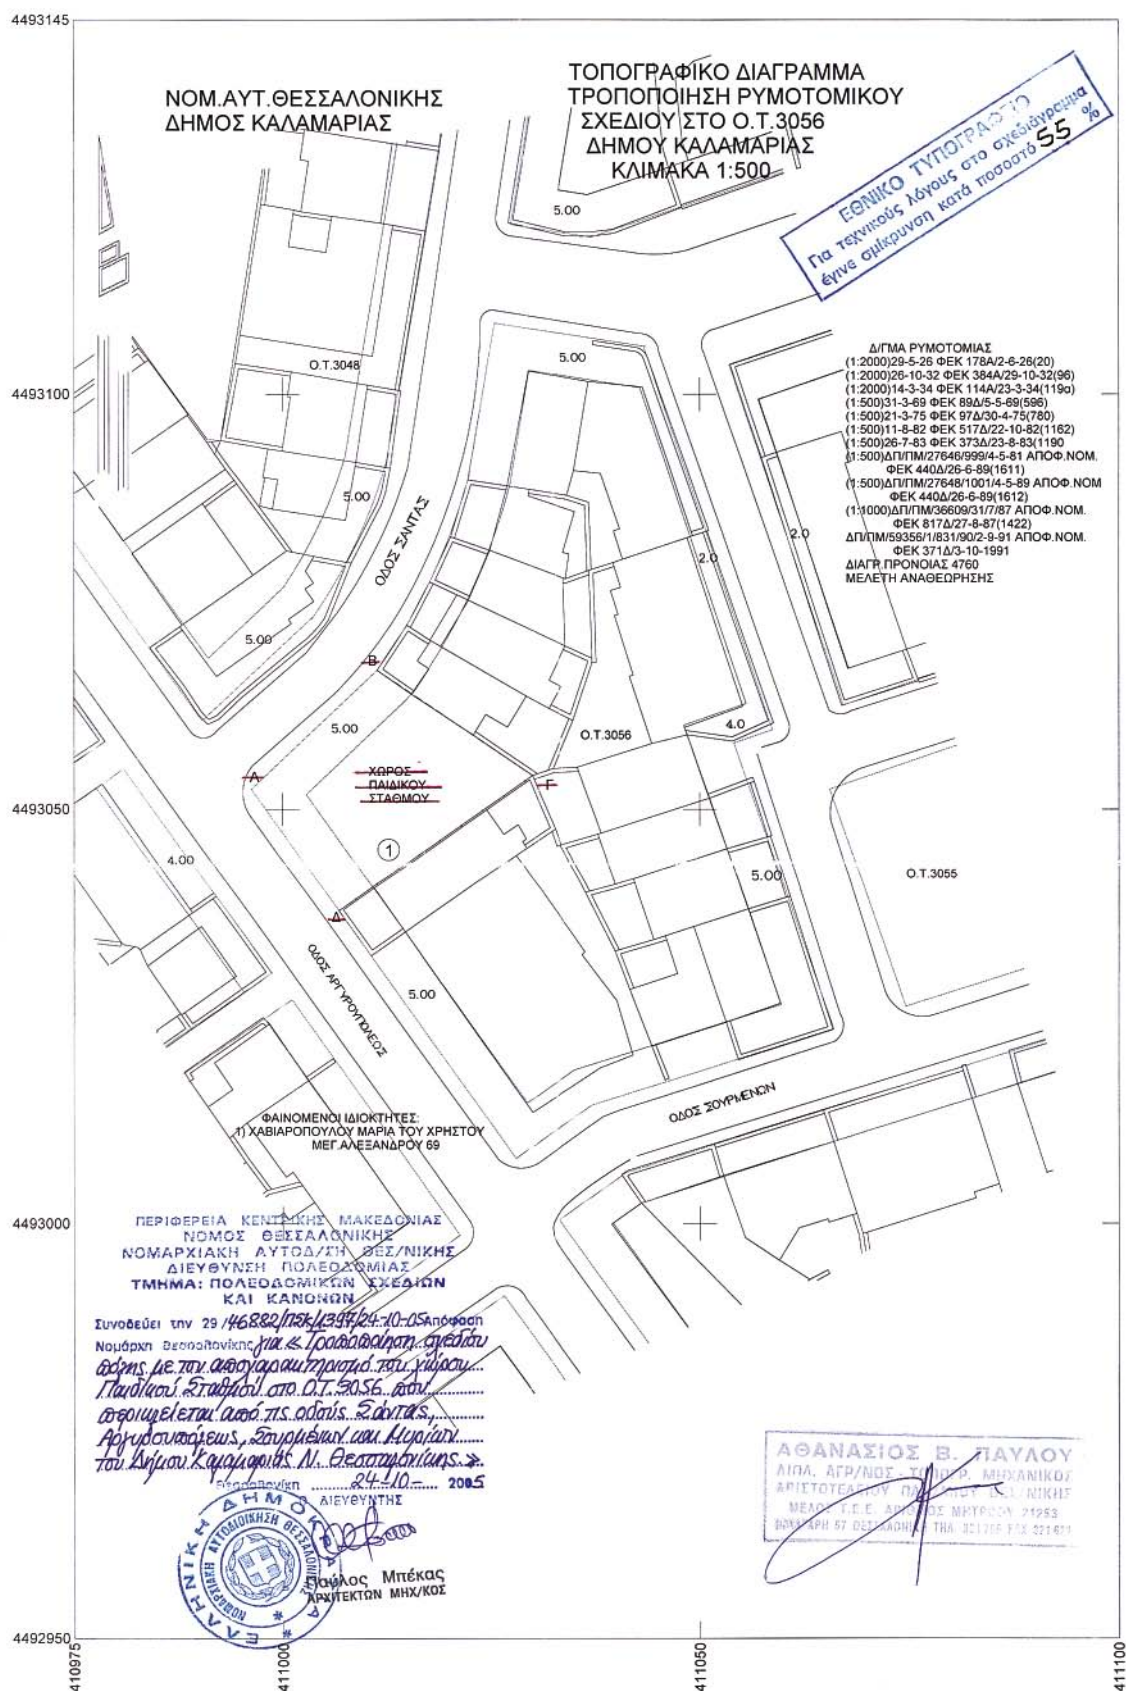 4493145
ΝΟΜ.ΑΥΤ.ΘΕΣΣΑΛΟΝΙΚΗΣ
ΔΗΜΟΣ ΚΑΛΑΜΑΡΙΑΣ
ΤΟΠΟΓΡΑΦΙΚΟ ΔΙΑΓΡΑΜΜΑ
ΤΡΟΠΟΠΟΙΗΣΗ ΡΥΜΟΤΟΜΙΚΟΥ
ΣΧΕΔΙΟΥ ΣΤΟ Ο.Τ.3056
ΔΗΜΟΥ ΚΑΛΑΜΑΡΙΑΣ
ΚΛΙΜΑΚΑ 1:500
ΕΘΝΙΚΟ ΤΥΠΟΓΡΑΦΕΙΟ
Για τεχνικούς λόγους στο σχεδιάγραμμα
έγινε σμίκρυνση κατά ποσοστό 55 %
5.00
Ο.Τ.3048
5.00
Δ/ΓΜΑ ΡΥΜΟΤΟΜΙΑΣ
(1:2000)29-5-26 ΦΕΚ 178Α/2-6-26(20)
(1:2000)26-10-32 ΦΕΚ 384Α/29-10-32(96)
(1:2000)14-3-34 ΦΕΚ 114Α/23-3-34(119α)
(1:500)31-3-69 ΦΕΚ 89Δ/5-5-69(596)
(1:500)21-3-75 ΦΕΚ 97Δ/30-4-75(780)
(1:500)11-8-82 ΦΕΚ 517Δ/22-10-82(1162)
(1:500)26-7-83 ΦΕΚ 373Δ/23-8-83(1190
(1:500)ΔΠ/ΠΜ/27646/999/4-5-81 ΑΠΟΦ.ΝΟΜ.
ΦΕΚ 440Δ/26-6-89(1611)
(1:500)ΔΠ/ΠΜ/27648/1001/4-5-89 ΑΠΟΦ.ΝΟΜ
ΦΕΚ 440Δ/26-6-89(1612)
(1:1000)ΔΠ/ΠΜ/36609/31/7/87 ΑΠΟΦ.ΝΟΜ.
ΦΕΚ 817Δ/27-8-87(1422)
ΔΠ/ΠΜ/59356/1/831/90/2-9-91 ΑΠΟΦ.ΝΟΜ.
ΦΕΚ 371Δ/3-10-1991
ΔΙΑΓΡ.ΠΡΟΝΟΙΑΣ 4760
ΜΕΛΕΤΗ ΑΝΑΘΕΩΡΗΣΗΣ
4493100
5.00
ΟΔΟΣ ΣΑΝΤΑΣ
2.0
2.0
5.00
Β
5.00
Ο.Τ.3056
4.0
Α
ΧΩΡΟΣ
ΠΑΙΔΙΚΟΥ
ΣΤΑΘΜΟΥ
Γ
4493050
1
4.00
5.00
Ο.Τ.3055
Δ
ΟΔΟΣ ΑΡΓΥΡΟΥΠΟΛΕΩΣ
5.00
ΟΔΟΣ ΣΟΥΡΜΕΝΩΝ
ΦΑΙΝΟΜΕΝΟΙ ΙΔΙΟΚΤΗΤΕΣ:
1) ΧΑΒΙΑΡΟΠΟΥΛΟΥ ΜΑΡΙΑ ΤΟΥ ΧΡΗΣΤΟΥ
ΜΕΓ.ΑΛΕΞΑΝΔΡΟΥ 69
4493000
ΠΕΡΙΦΕΡΕΙΑ ΚΕΝΤΡΙΚΗΣ ΜΑΚΕΔΟΝΙΑΣ
ΝΟΜΟΣ ΘΕΣΣΑΛΟΝΙΚΗΣ
ΝΟΜΑΡΧΙΑΚΗ ΑΥΤΟΔ/ΣΗ ΘΕΣ/ΝΙΚΗΣ
ΔΙΕΥΘΥΝΣΗ ΠΟΛΕΟΔΟΜΙΑΣ
ΤΜΗΜΑ: ΠΟΛΕΟΔΟΜΙΚΩΝ ΣΧΕΔΙΩΝ
ΚΑΙ ΚΑΝΟΝΩΝ
Συνοδεύει την 29/46882/ΠΣΚ/1397/24-10-05 Απόφαση
Νομάρχη Θεσσαλονίκης για « Τροποποίηση σχεδίου
πόλης με τον αποχαρακτηρισμό του χώρου
Παιδικού Σταθμού στο Ο.Τ. 3056 που
περικλείεται από τις οδούς Σάντας,
Αργυρουπόλεως, Σουρμένων και Μυρίων
του Δήμου Καλαμαριάς Ν. Θεσσαλονίκης ».
Θεσσαλονίκη 24-10- 2005
Ο ΔΙΕΥΘΥΝΤΗΣ
ΕΛΛΗΝΙΚΗ ΔΗΜΟΚΡΑΤΙΑ
ΝΟΜΑΡΧΙΑΚΗ ΑΥΤΟΔΙΟΙΚΗΣΗ ΘΕΣΣΑΛΟΝΙΚΗΣ
Παύλος Μπέκας
ΑΡΧΙΤΕΚΤΩΝ ΜΗΧ/ΚΟΣ
ΑΘΑΝΑΣΙΟΣ Β. ΠΑΥΛΟΥ
ΔΙΠΛ. ΑΓΡ/ΝΟΣ - ΤΟΠΟΓΡ. ΜΗΧΑΝΙΚΟΣ
ΑΡΙΣΤΟΤΕΛΕΙΟΥ
ΜΕΛΟΣ Τ.Ε.Ε. ΑΡΙΘΜΟΣ ΜΗΤΡΩΟΥ 21253
4492950
410975
411000
411050
411100